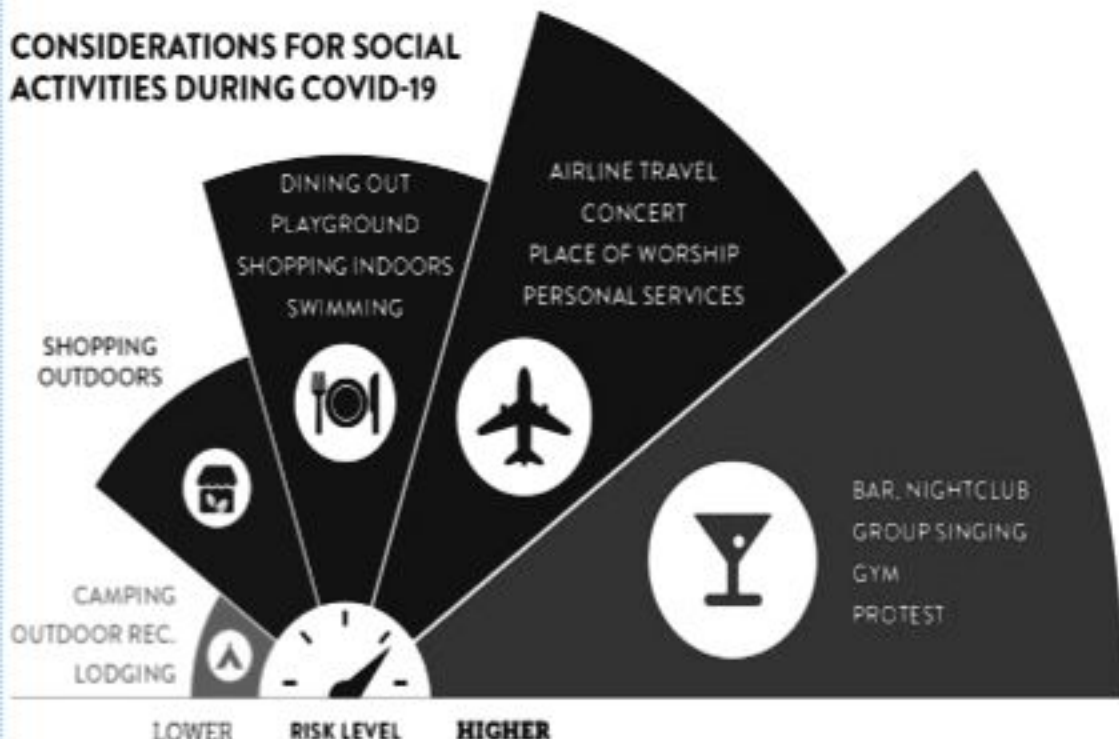 CONSIDERATIONS FOR SOCIAL
ACTIVITIES DURING COVID-19
DINING OUT
PLAYGROUND
SHOPPING INDOORS
SWIMMING
AIRLINE TRAVEL
CONCERT
PLACE OF WORSHIP
PERSONAL SERVICES
SHOPPING
OUTDOORS
BAR, NIGHTCLUB
GROUP SINGING
GYM
PROTEST
CAMPING
OUTDOOR REC.
LODGING
LOWER RISK LEVEL HIGHER